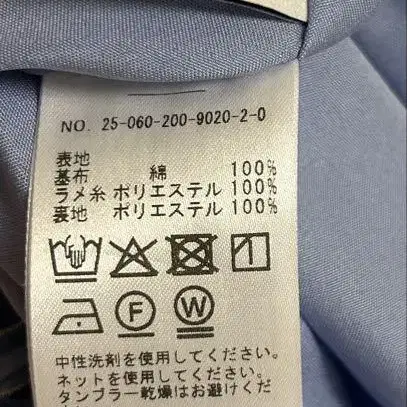 NO. 25-060-200-9020-2-0
表地
基布 綿 100%
ラメ糸 ポリエステル 100%
裏地 ポリエステル 100%
F W
中性洗剤を使用してください。
ネットを使用してください。
タンブラー乾燥はお避けくだ